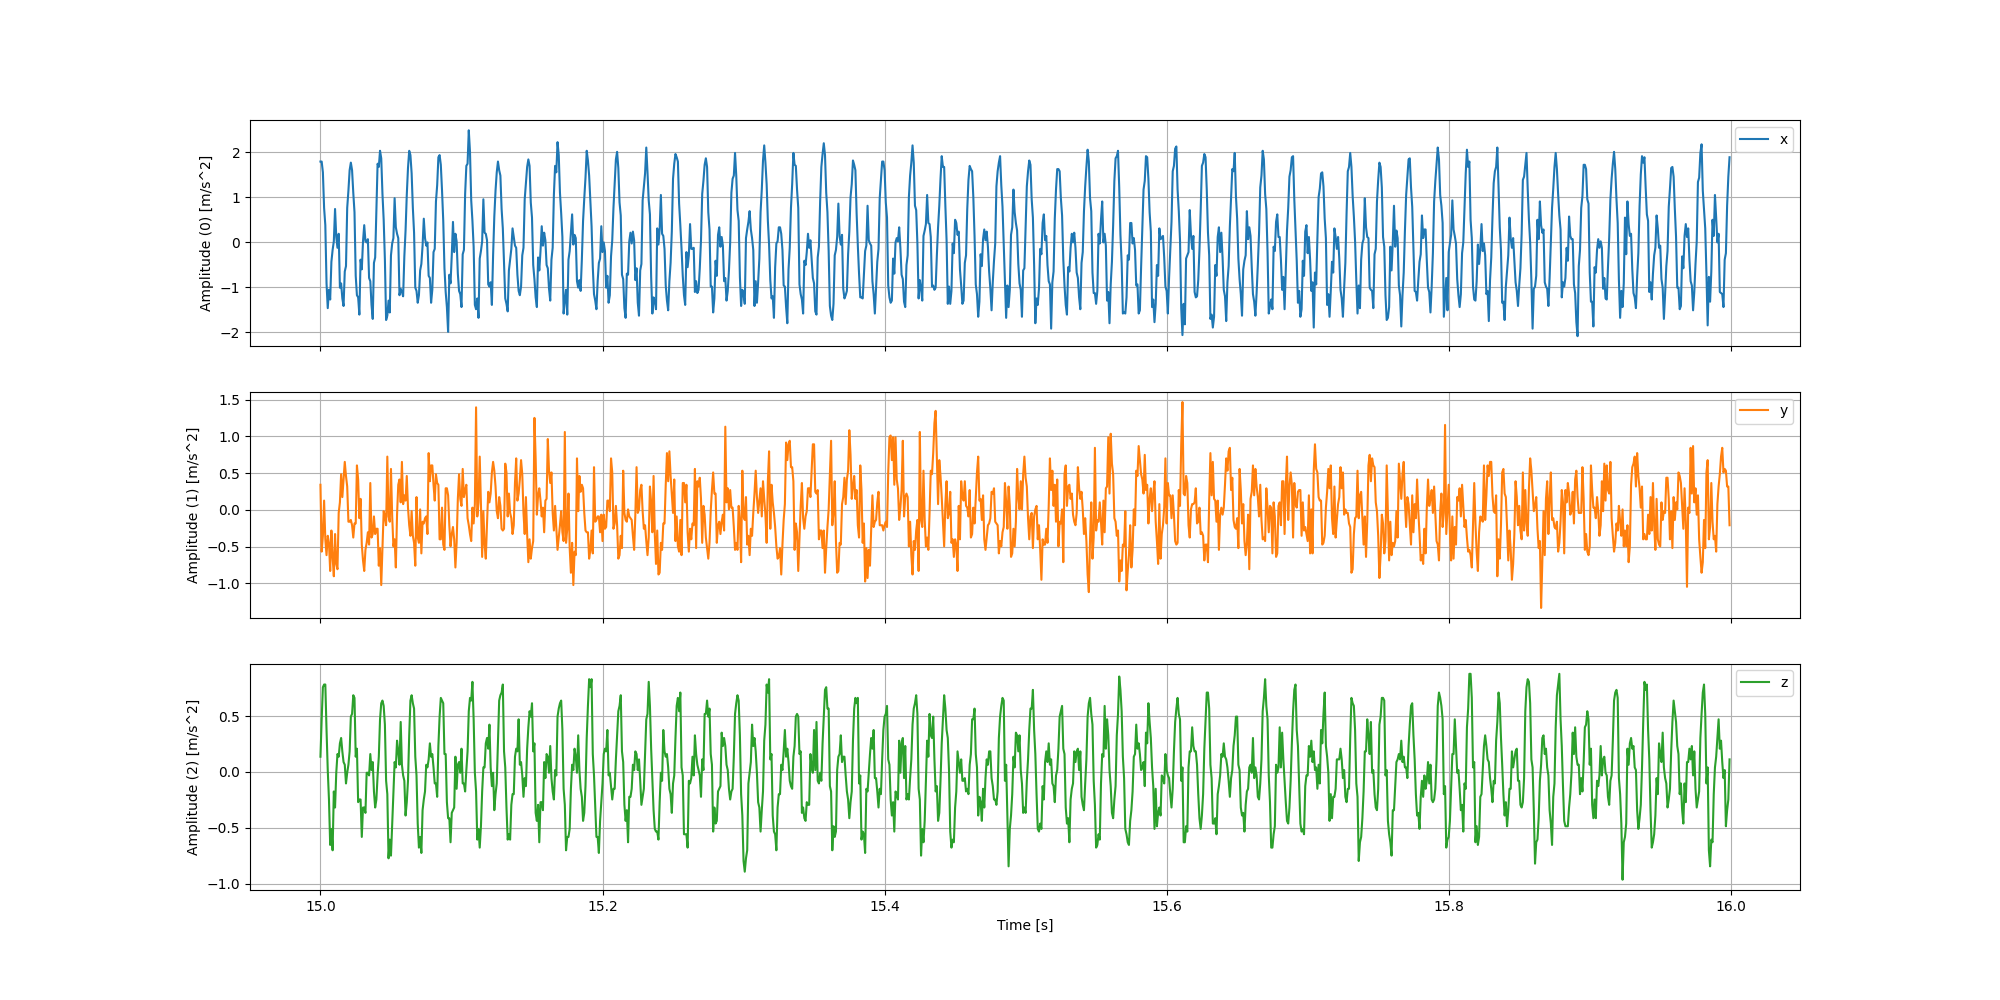 Amplitude (0) [m/s^2]
2
1
0
−1
−2
x
Amplitude (1) [m/s^2]
1.5
1.0
0.5
0.0
−0.5
−1.0
y
Amplitude (2) [m/s^2]
0.5
0.0
−0.5
−1.0
z
15.0 15.2 15.4 15.6 15.8 16.0
Time [s]